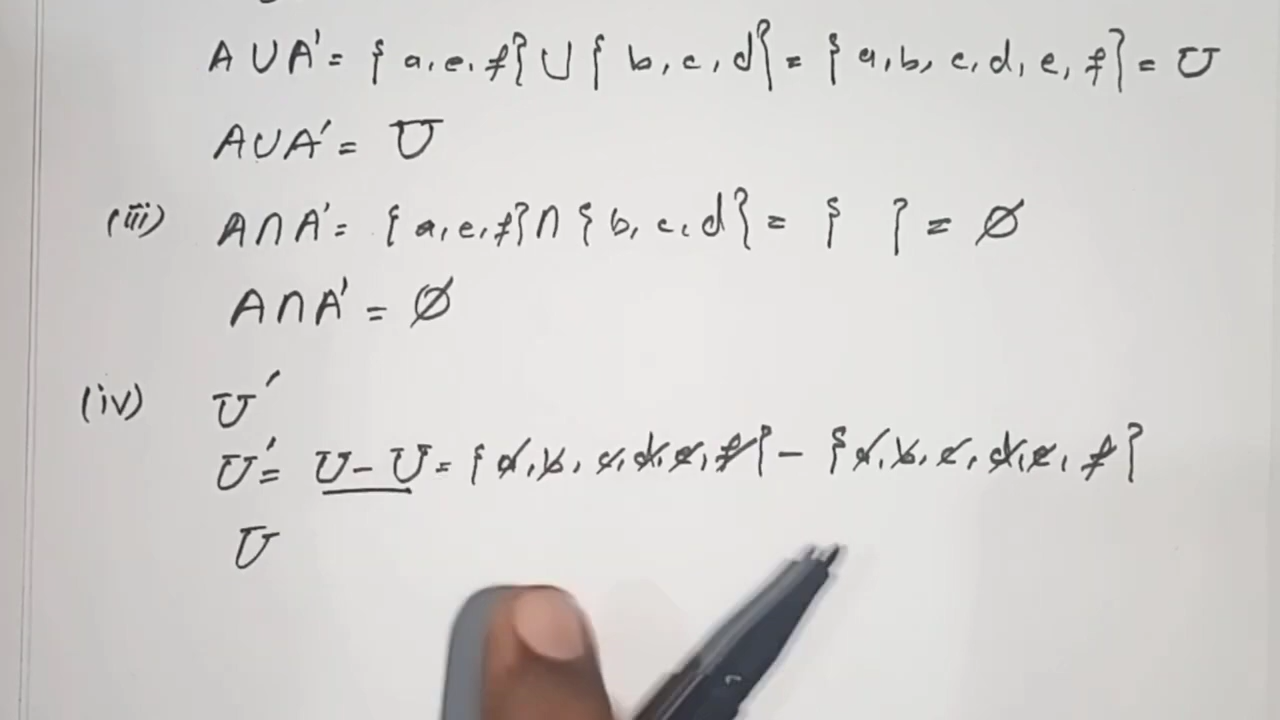 A∪A' = {a, e, f} ∪ {b, c, d} = {a, b, c, d, e, f} = U
A∪A' = U
(iii) A∩A' = {a, e, f} ∩ {b, c, d} = { } = ∅
A∩A' = ∅
(iv) U'
U' = U - U = {a, b, c, d, e, f} - {a, b, c, d, e, f}
U